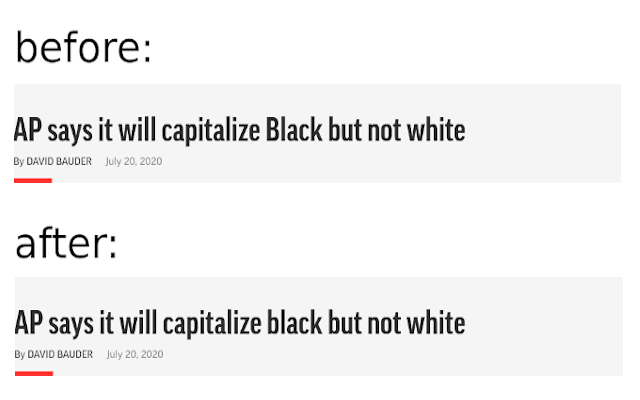 before:
AP says it will capitalize Black but not white
By DAVID BAUDER July 20, 2020
after:
AP says it will capitalize black but not white
By DAVID BAUDER July 20, 2020